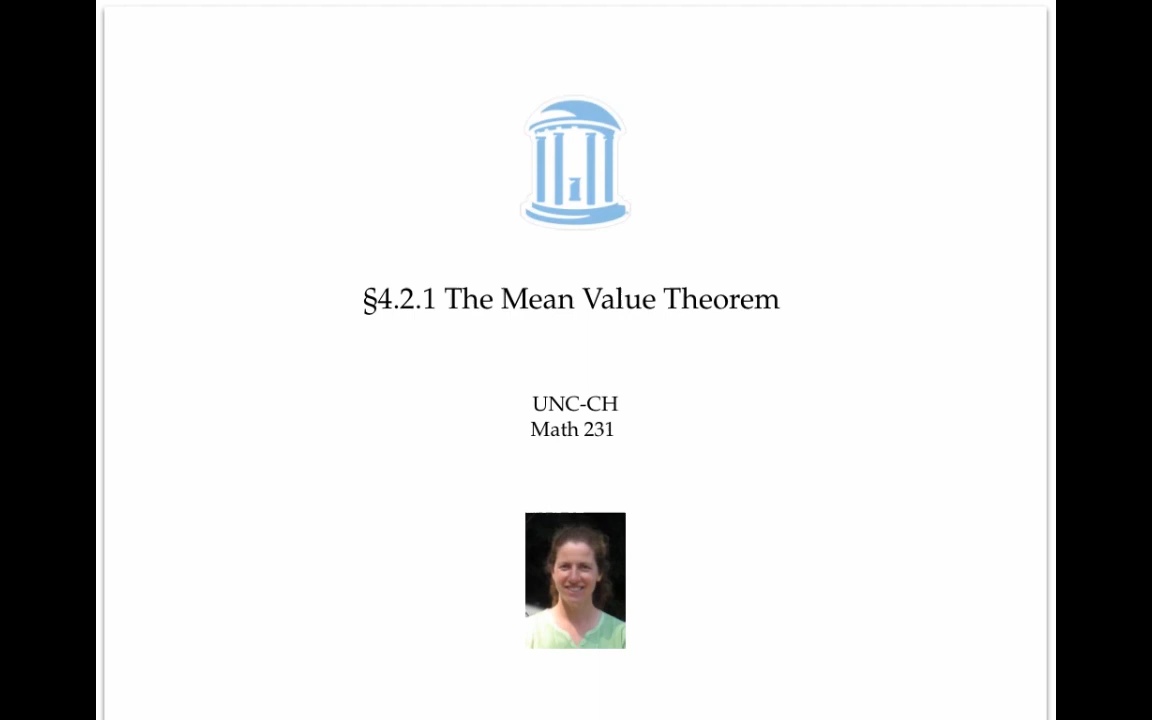 §4.2.1 The Mean Value Theorem
UNC-CH
Math 231